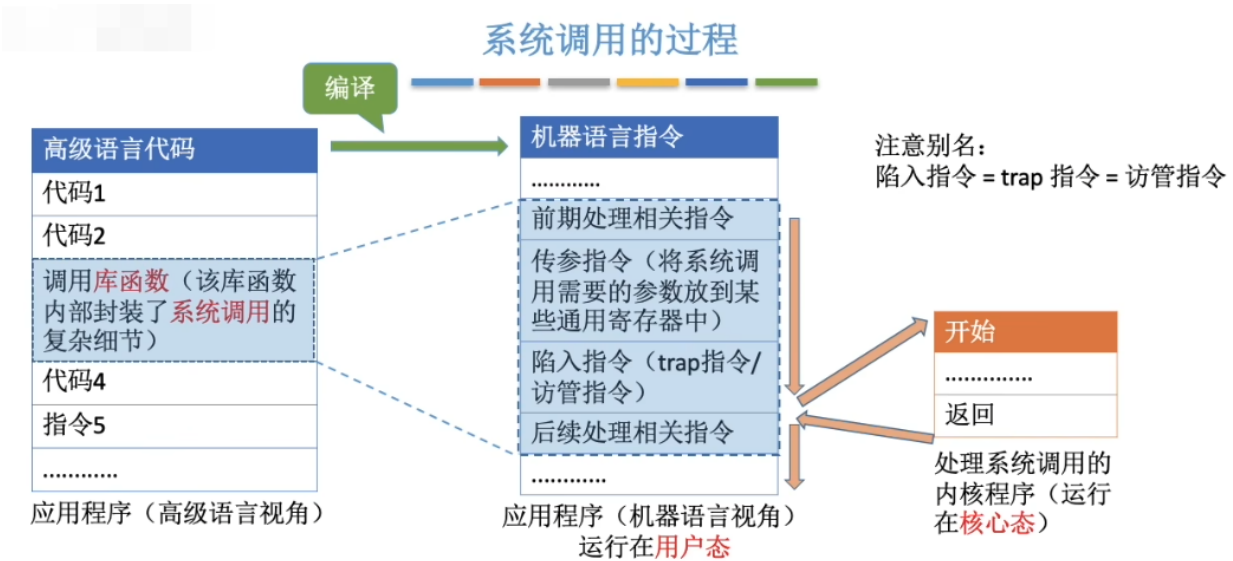 系统调用的过程
编译
高级语言代码
代码1
代码2
调用库函数（该库函数
内部封装了系统调用的
复杂细节）
代码4
指令5
…………
应用程序（高级语言视角）
机器语言指令
…………
前期处理相关指令
传参指令（将系统调
用需要的参数放到某
些通用寄存器中）
陷入指令（trap指令/
访管指令）
后续处理相关指令
…………
应用程序（机器语言视角）
运行在用户态
注意别名：
陷入指令 = trap 指令 = 访管指令
开始
…………..
返回
处理系统调用的
内核程序（运行
在核心态）